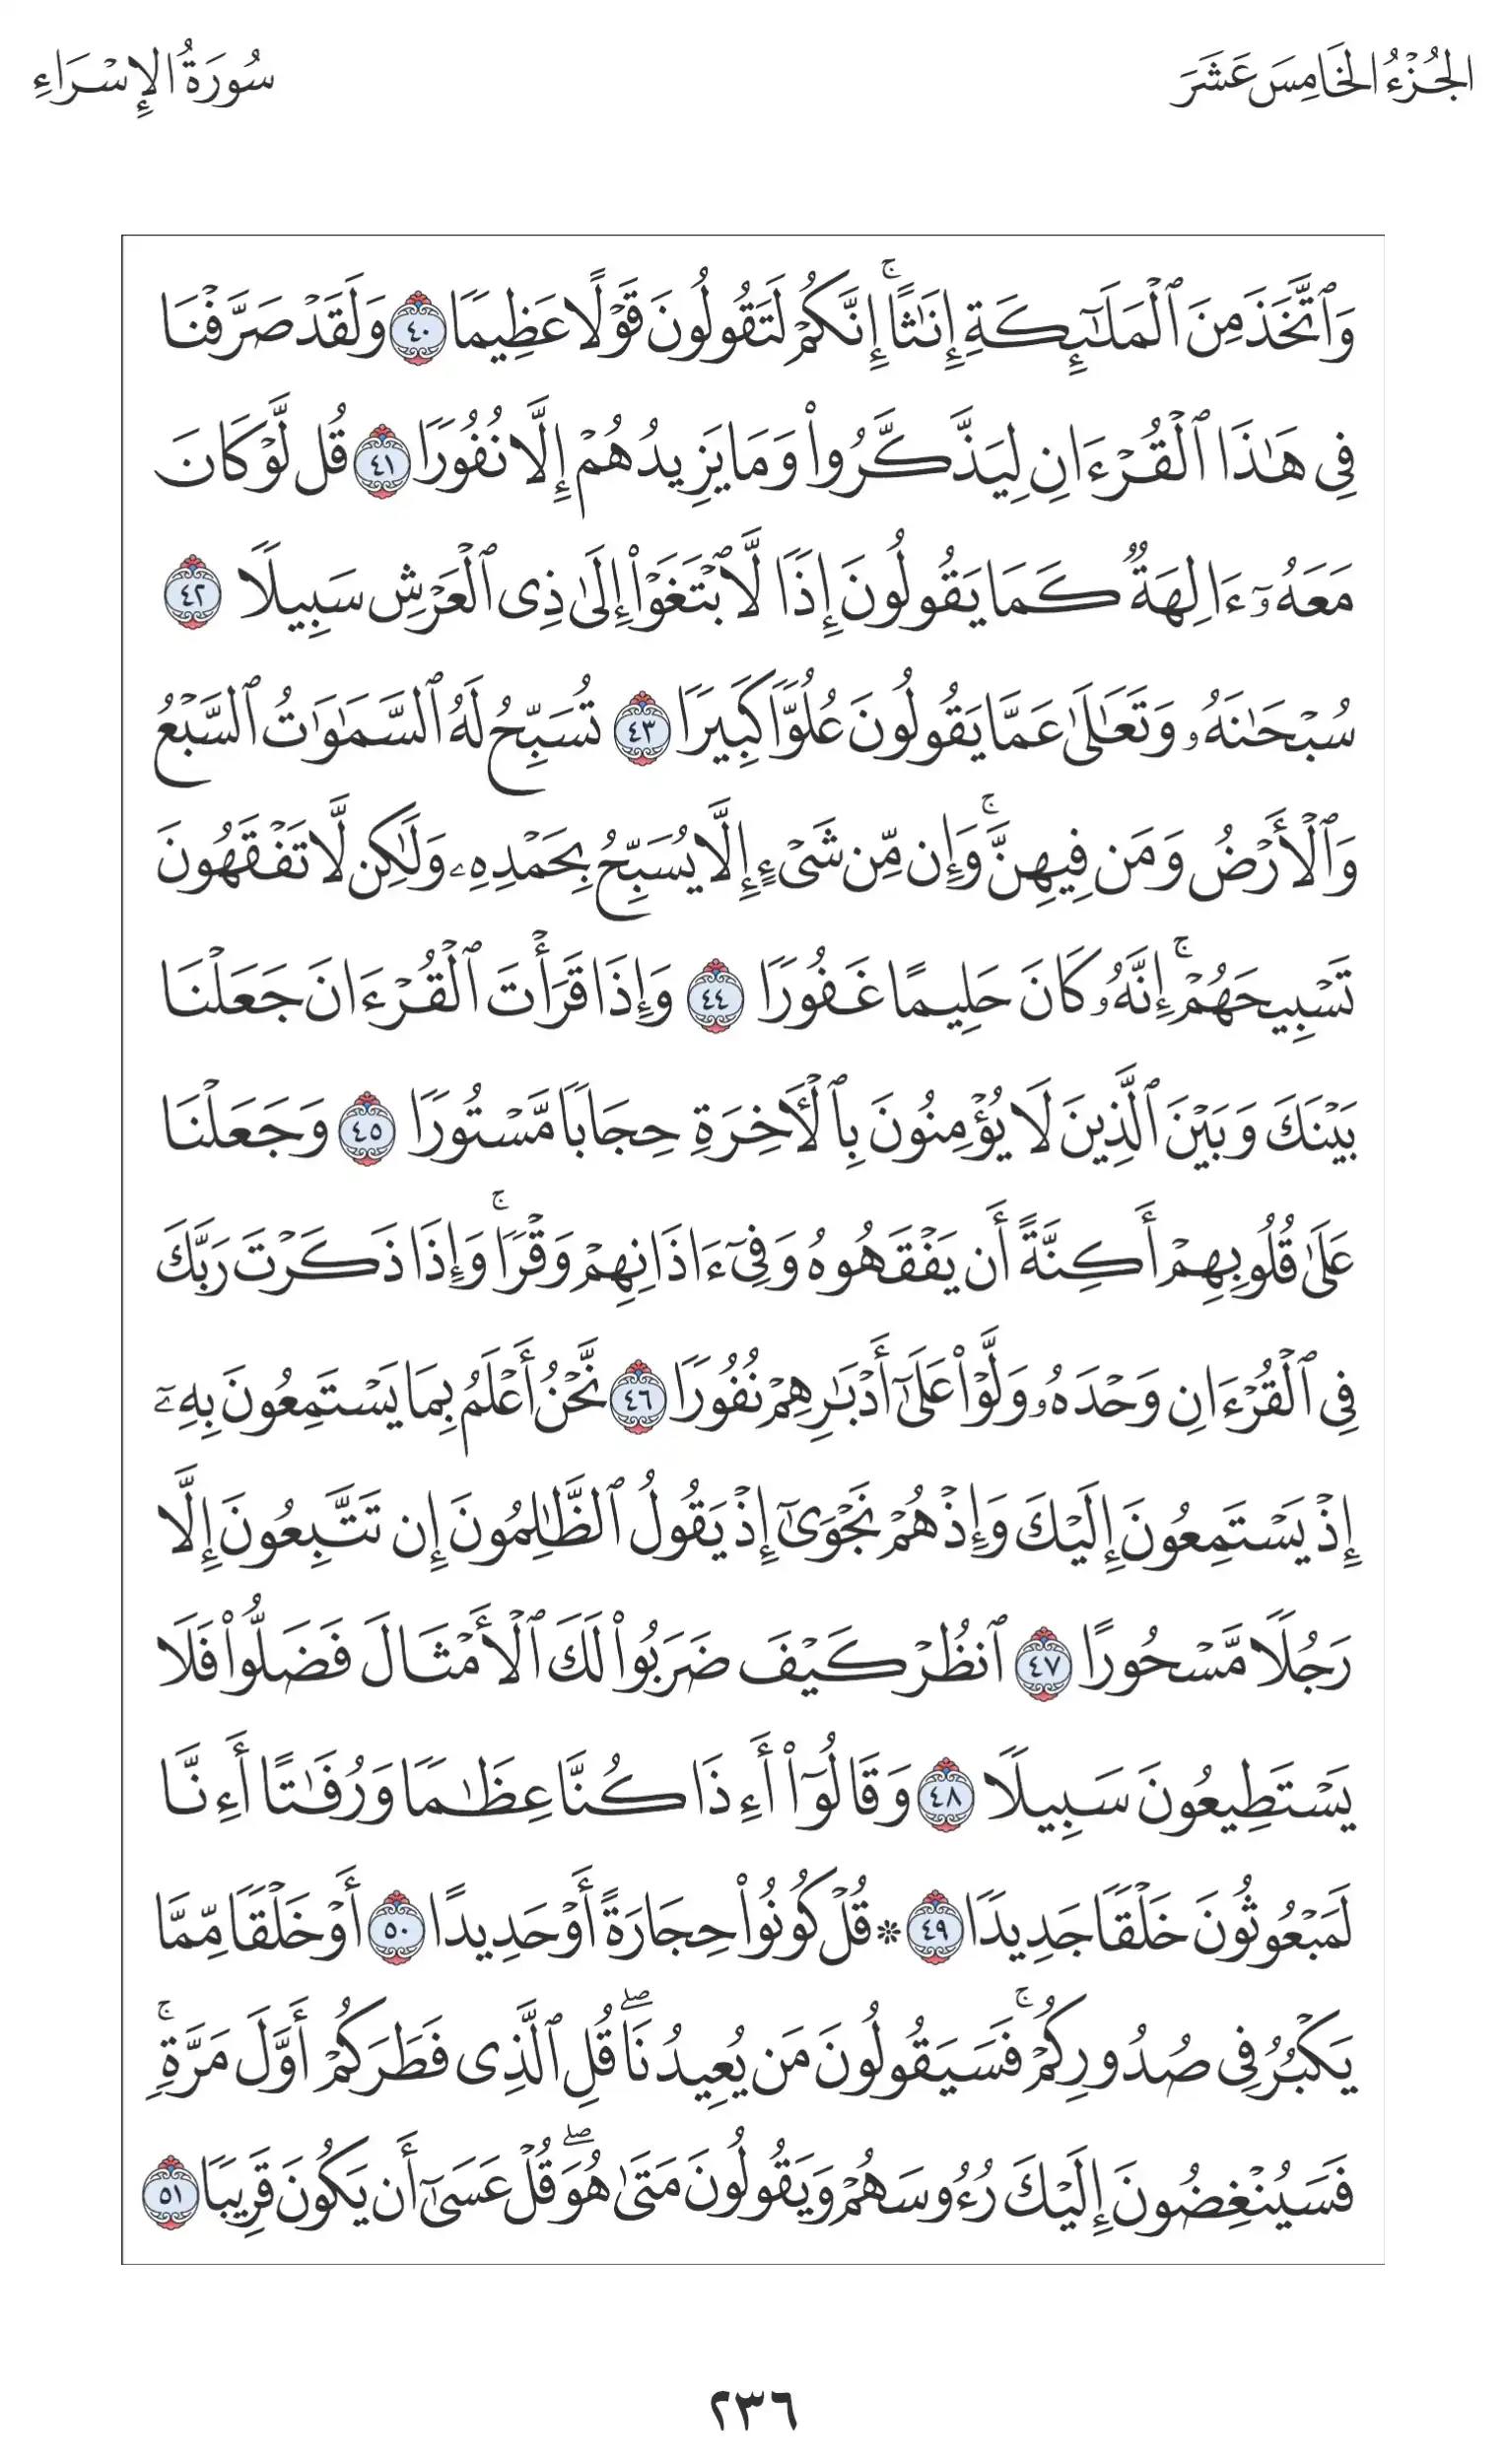 الجُزْءُ الخَامِسَ عَشَرَ
سُورَةُ الإِسْرَاءِ
وَٱتَّخَذَ مِنَ ٱلْمَلَـٰٓئِكَةِ إِنَـٰثًا ۚ إِنَّكُمْ لَتَقُولُونَ قَوْلًا عَظِيمًا ٤٠ وَلَقَدْ صَرَّفْنَا
فِى هَـٰذَا ٱلْقُرْءَانِ لِيَذَّكَّرُوا۟ وَمَا يَزِيدُهُمْ إِلَّا نُفُورًا ٤١ قُل لَّوْ كَانَ
مَعَهُۥٓ ءَالِهَةٌ كَمَا يَقُولُونَ إِذًا لَّٱبْتَغَوْا۟ إِلَىٰ ذِى ٱلْعَرْشِ سَبِيلًا ٤٢
سُبْحَـٰنَهُۥ وَتَعَـٰلَىٰ عَمَّا يَقُولُونَ عُلُوًّا كَبِيرًا ٤٣ تُسَبِّحُ لَهُ ٱلسَّمَـٰوَٰتُ ٱلسَّبْعُ
وَٱلْأَرْضُ وَمَن فِيهِنَّ ۚ وَإِن مِّن شَىْءٍ إِلَّا يُسَبِّحُ بِحَمْدِهِۦ وَلَـٰكِن لَّا تَفْقَهُونَ
تَسْبِيحَهُمْ ۚ إِنَّهُۥ كَانَ حَلِيمًا غَفُورًا ٤٤ وَإِذَا قَرَأْتَ ٱلْقُرْءَانَ جَعَلْنَا
بَيْنَكَ وَبَيْنَ ٱلَّذِينَ لَا يُؤْمِنُونَ بِٱلْـَٔاخِرَةِ حِجَابًا مَّسْتُورًا ٤٥ وَجَعَلْنَا
عَلَىٰ قُلُوبِهِمْ أَكِنَّةً أَن يَفْقَهُوهُ وَفِىٓ ءَاذَانِهِمْ وَقْرًا ۚ وَإِذَا ذَكَرْتَ رَبَّكَ
فِى ٱلْقُرْءَانِ وَحْدَهُۥ وَلَّوْا۟ عَلَىٰٓ أَدْبَـٰرِهِمْ نُفُورًا ٤٦ نَّحْنُ أَعْلَمُ بِمَا يَسْتَمِعُونَ بِهِۦٓ
إِذْ يَسْتَمِعُونَ إِلَيْكَ وَإِذْ هُمْ نَجْوَىٰٓ إِذْ يَقُولُ ٱلظَّـٰلِمُونَ إِن تَتَّبِعُونَ إِلَّا
رَجُلًا مَّسْحُورًا ٤٧ ٱنظُرْ كَيْفَ ضَرَبُوا۟ لَكَ ٱلْأَمْثَالَ فَضَلُّوا۟ فَلَا
يَسْتَطِيعُونَ سَبِيلًا ٤٨ وَقَالُوٓا۟ أَءِذَا كُنَّا عِظَـٰمًا وَرُفَـٰتًا أَءِنَّا
لَمَبْعُوثُونَ خَلْقًا جَدِيدًا ٤٩ * قُلْ كُونُوا۟ حِجَارَةً أَوْ حَدِيدًا ٥٠ أَوْ خَلْقًا مِّمَّا
يَكْبُرُ فِى صُدُورِكُمْ ۚ فَسَيَقُولُونَ مَن يُعِيدُنَا ۖ قُلِ ٱلَّذِى فَطَرَكُمْ أَوَّلَ مَرَّةٍ ۚ
فَسَيُنْغِضُونَ إِلَيْكَ رُءُوسَهُمْ وَيَقُولُونَ مَتَىٰ هُوَ ۖ قُلْ عَسَىٰٓ أَن يَكُونَ قَرِيبًا ٥١
٢٣٦